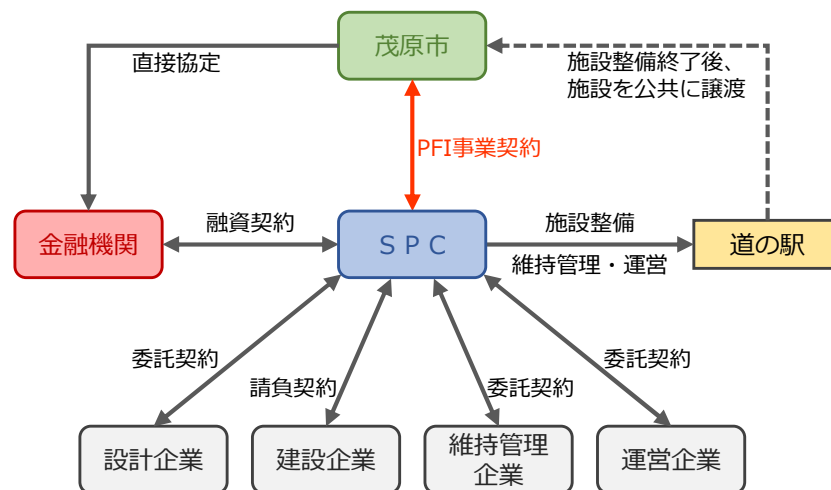 茂原市
直接協定
施設整備終了後、
施設を公共に譲渡
PFI事業契約
金融機関
融資契約
ＳＰＣ
施設整備
維持管理・運営
道の駅
委託契約
請負契約
委託契約
委託契約
設計企業
建設企業
維持管理
企業
運営企業